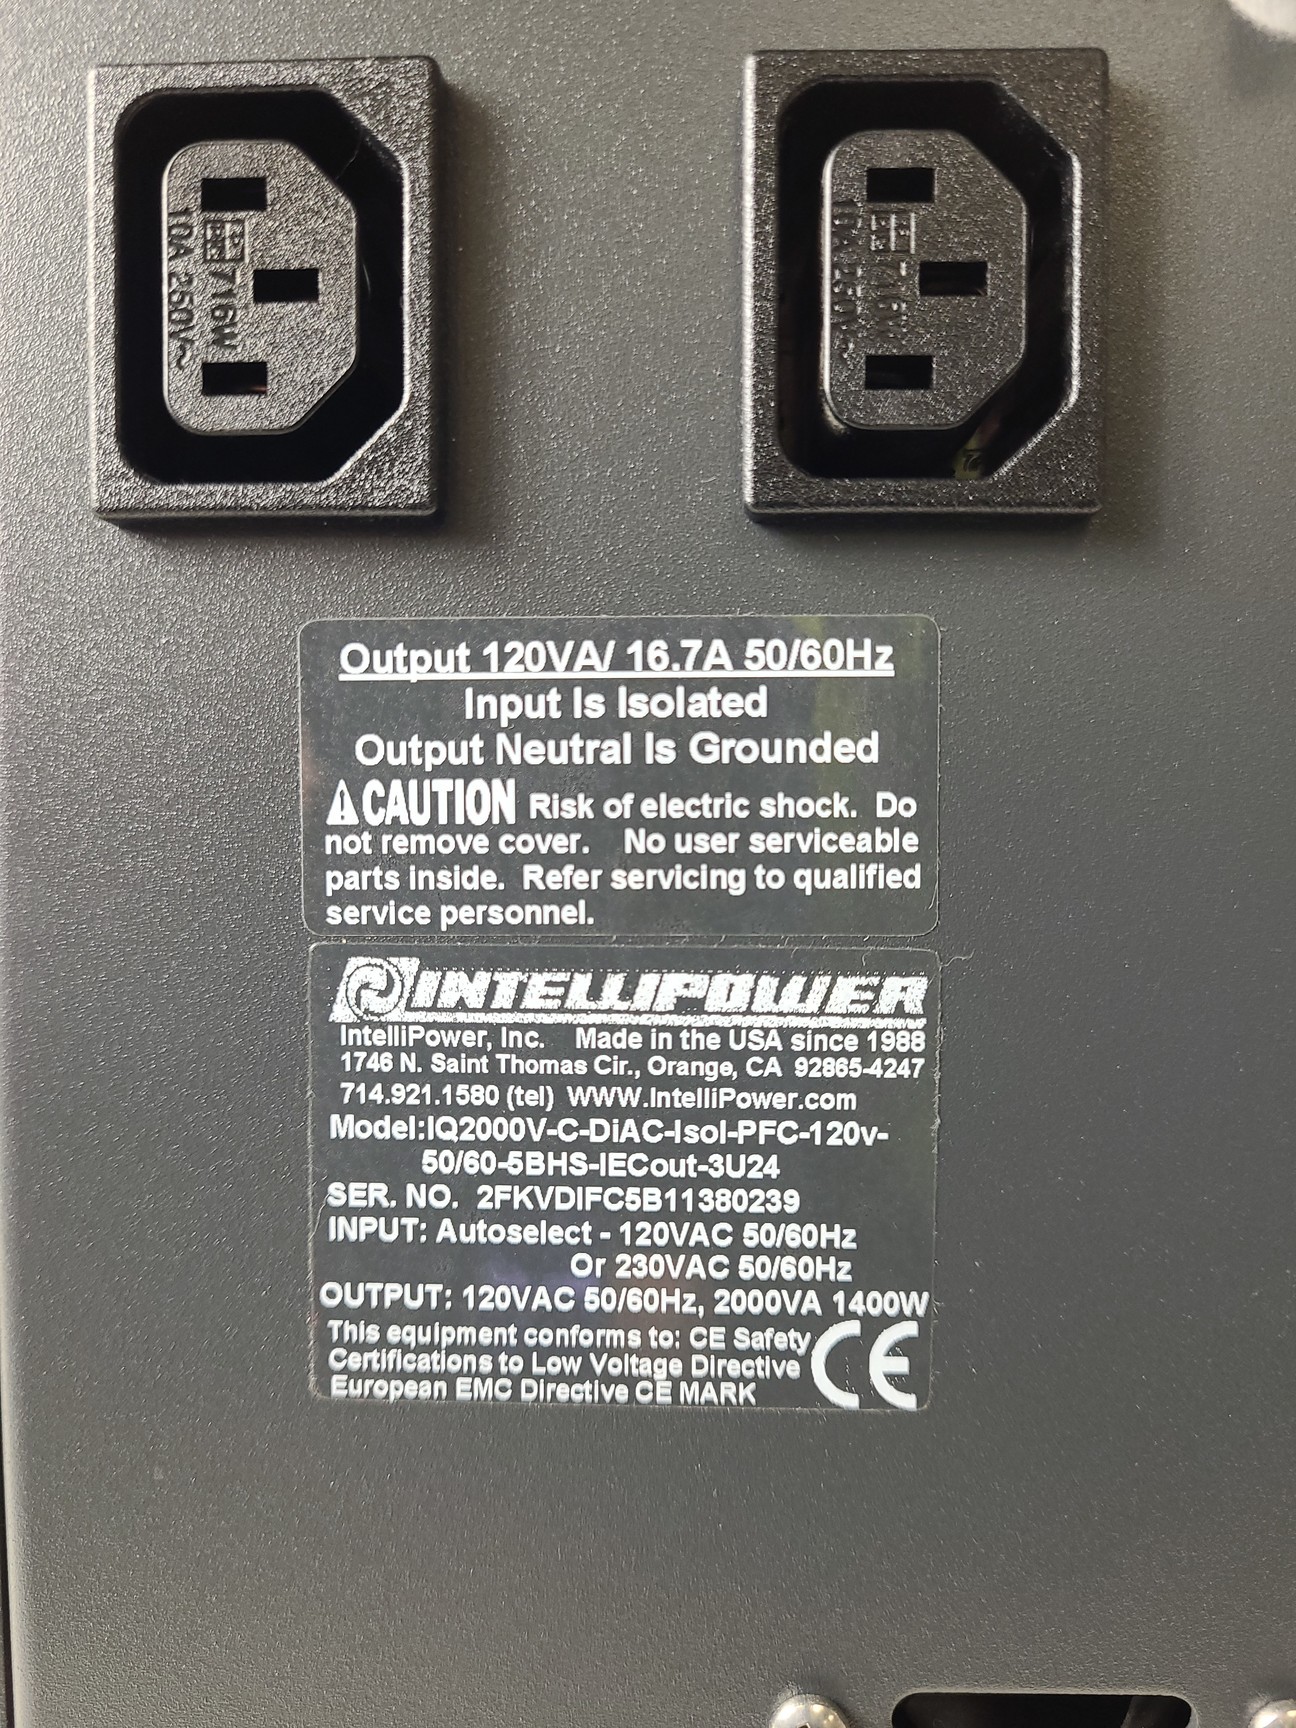 10A 250V~
716W
10A 250V~
716W
Output 120VA/ 16.7A 50/60Hz
Input Is Isolated
Output Neutral Is Grounded
CAUTION Risk of electric shock. Do
not remove cover. No user serviceable
parts inside. Refer servicing to qualified
service personnel.
INTELLIPOWER
IntelliPower, Inc. Made in the USA since 1988
1746 N. Saint Thomas Cir., Orange, CA 92865-4247
714.921.1580 (tel) WWW.IntelliPower.com
Model:IQ2000V-C-DiAC-Isol-PFC-120v-
50/60-5BHS-IECout-3U24
SER. NO. 2FKVDIFC5B11380239
INPUT: Autoselect - 120VAC 50/60Hz
Or 230VAC 50/60Hz
OUTPUT: 120VAC 50/60Hz, 2000VA 1400W
This equipment conforms to: CE Safety
Certifications to Low Voltage Directive
European EMC Directive CE MARK
CE